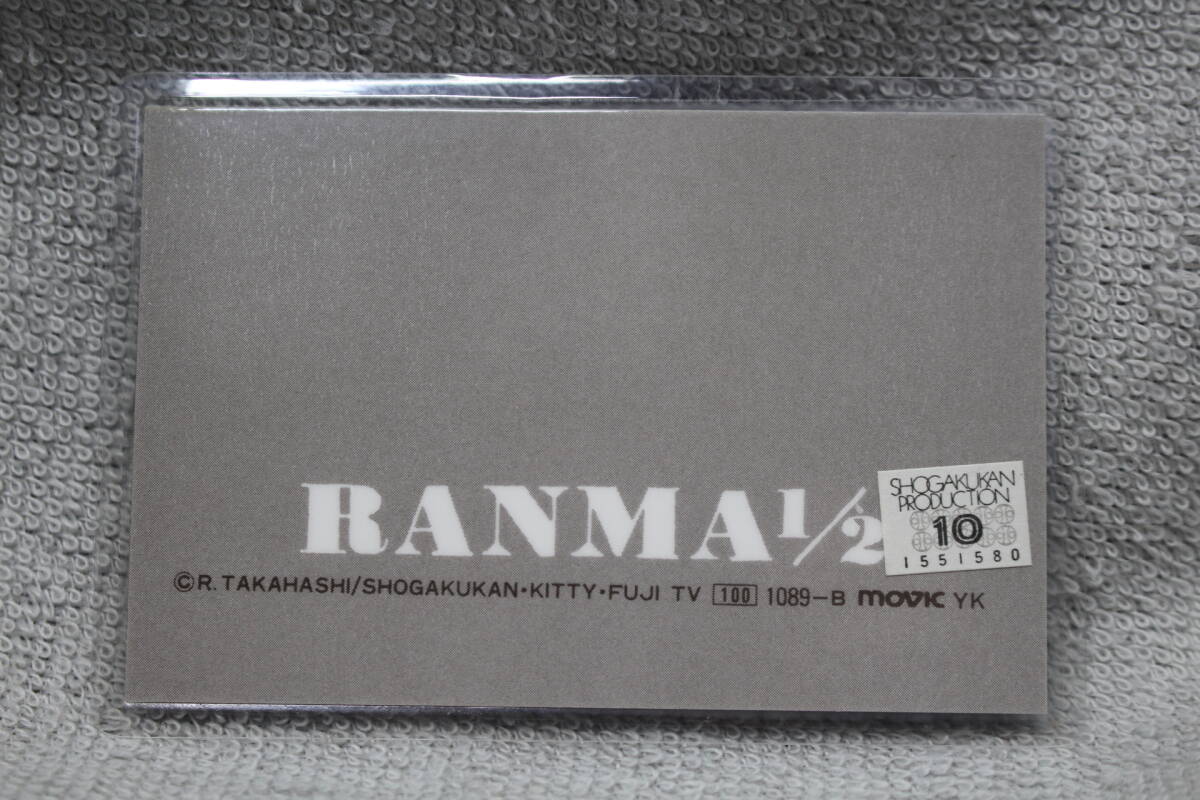 RANMA½
SHOGAKUKAN
PRODUCTION
10
1551580
©R. TAKAHASHI/SHOGAKUKAN•KITTY•FUJI TV 100 1089-B movic YK